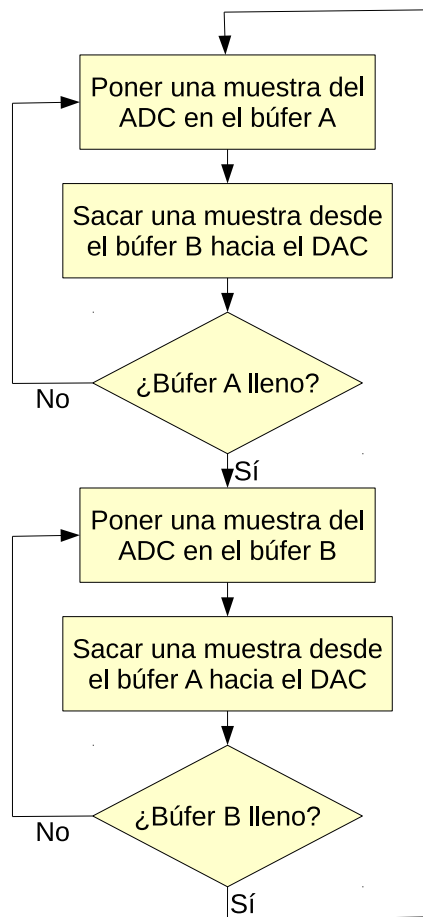 Poner una muestra del
ADC en el búfer A
Sacar una muestra desde
el búfer B hacia el DAC
¿Búfer A lleno?
No
Sí
Poner una muestra del
ADC en el búfer B
Sacar una muestra desde
el búfer A hacia el DAC
¿Búfer B lleno?
No
Sí